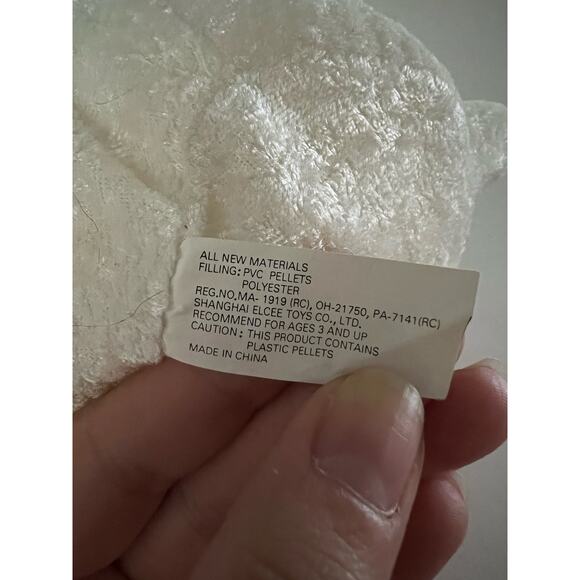 ALL NEW MATERIALS
FILLING: PVC PELLETS
POLYESTER
REG.NO.MA- 1919 (RC), OH-21750, PA-7141(RC)
SHANGHAI ELCEE TOYS CO., LTD.
RECOMMEND FOR AGES 3 AND UP
CAUTION: THIS PRODUCT CONTAINS
PLASTIC PELLETS
MADE IN CHINA